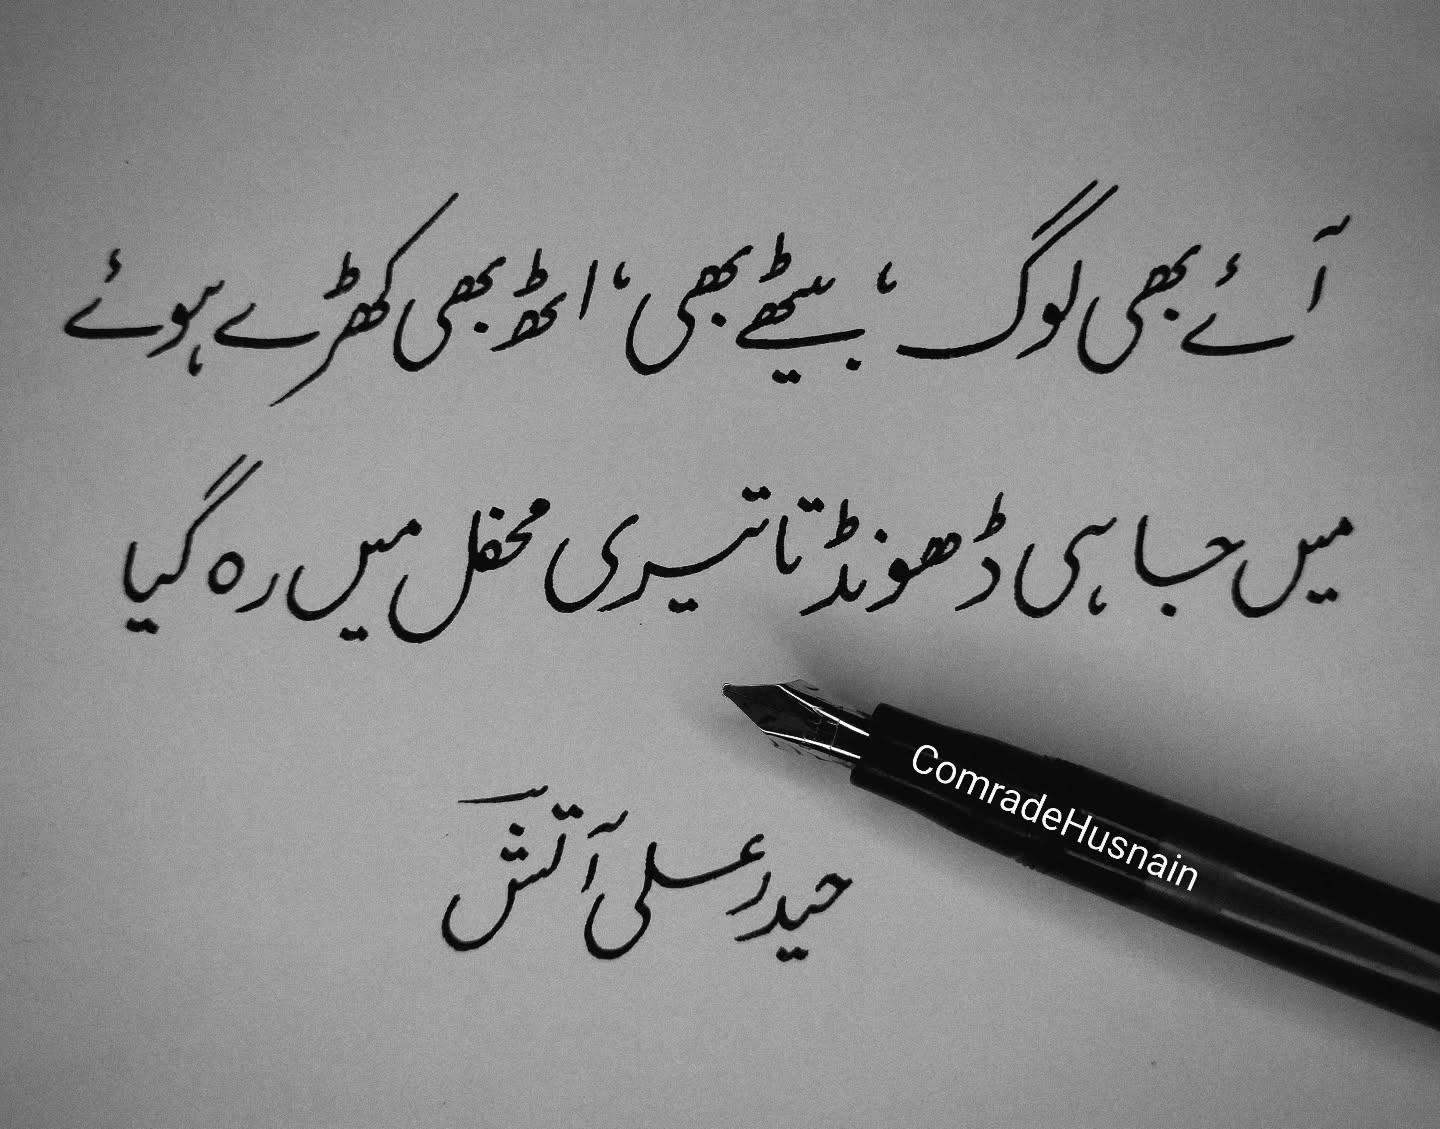 آئے بھی لوگ، بیٹھے بھی، اٹھ بھی کھڑے ہوئے
میں جا ہی ڈھونڈتا تیری محفل میں رہ گیا
حیدر علی آتش
ComradeHusnain